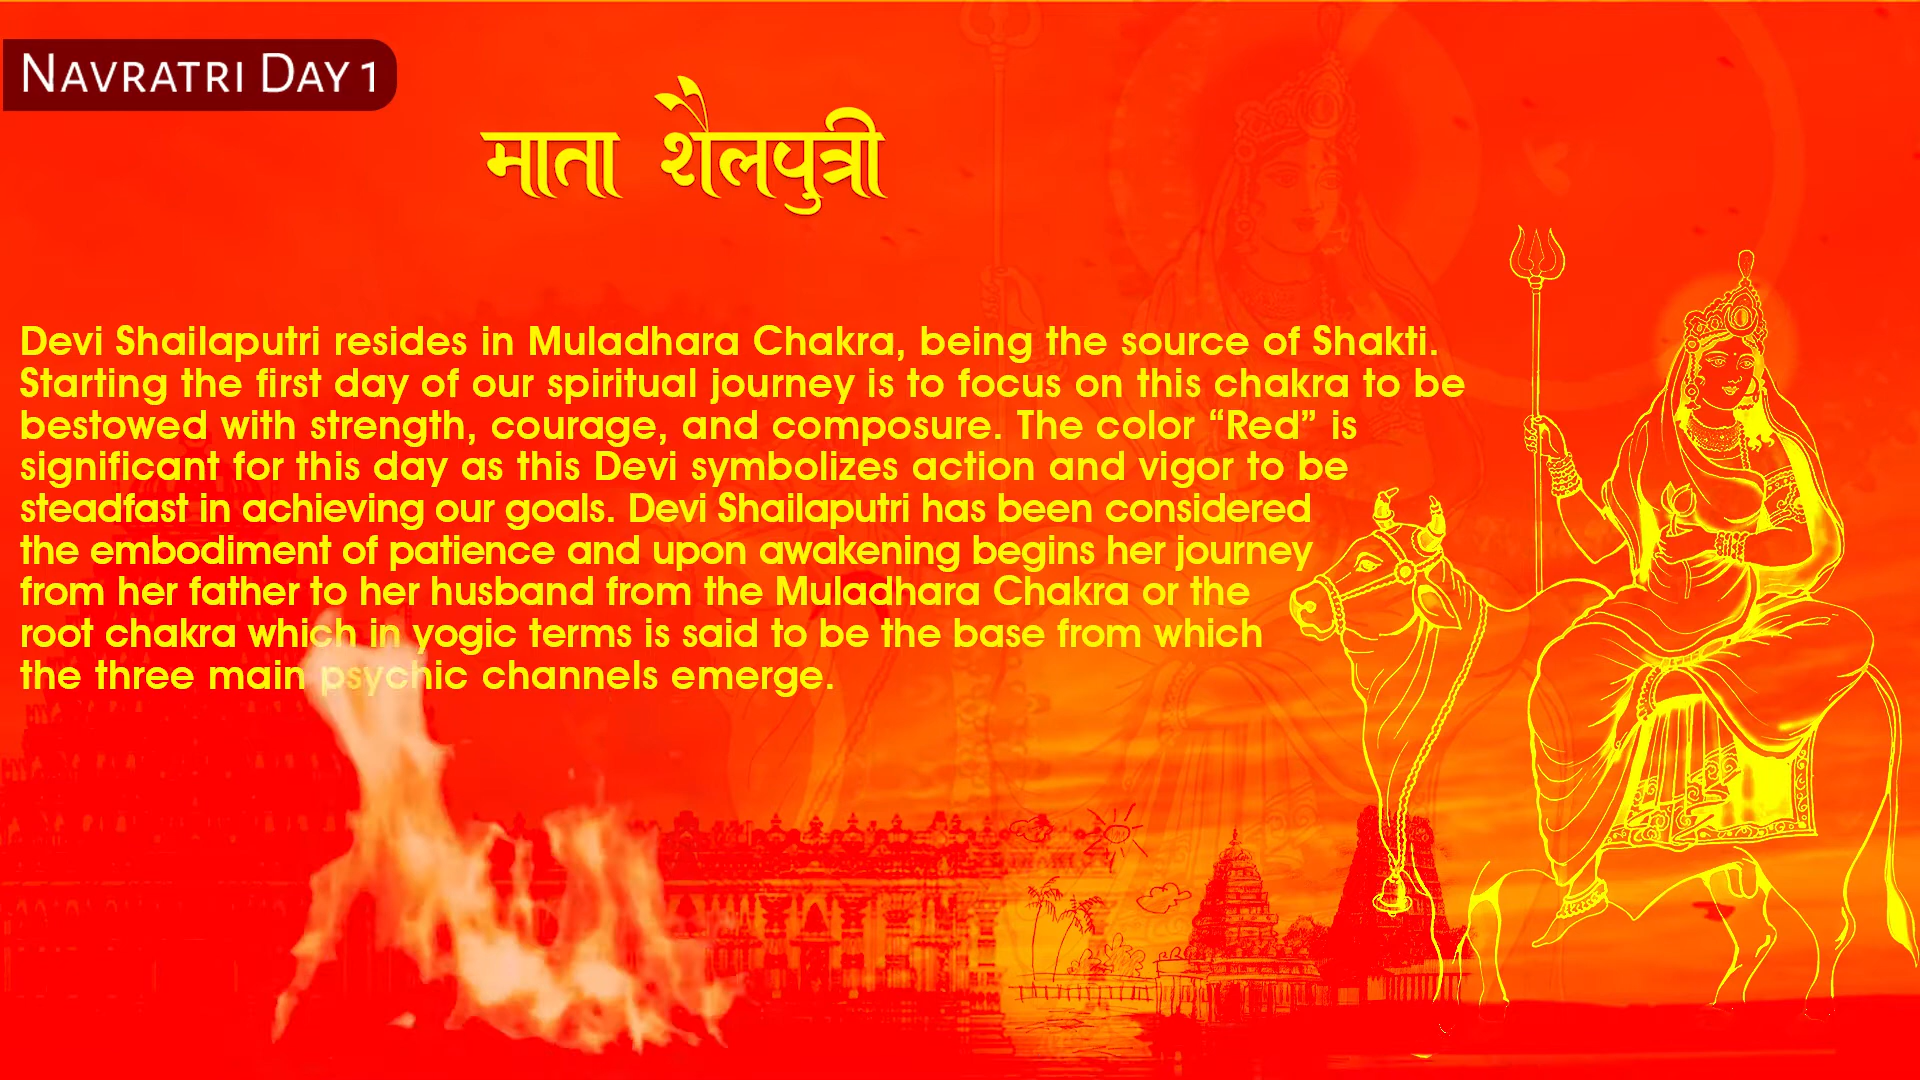 Navratri Day 1
माता शैलपुत्री
Devi Shailaputri resides in Muladhara Chakra, being the source of Shakti.
Starting the first day of our spiritual journey is to focus on this chakra to be
bestowed with strength, courage, and composure. The color “Red” is
significant for this day as this Devi symbolizes action and vigor to be
steadfast in achieving our goals. Devi Shailaputri has been considered
the embodiment of patience and upon awakening begins her journey
from her father to her husband from the Muladhara Chakra or the
root chakra which in yogic terms is said to be the base from which
the three main psychic channels emerge.